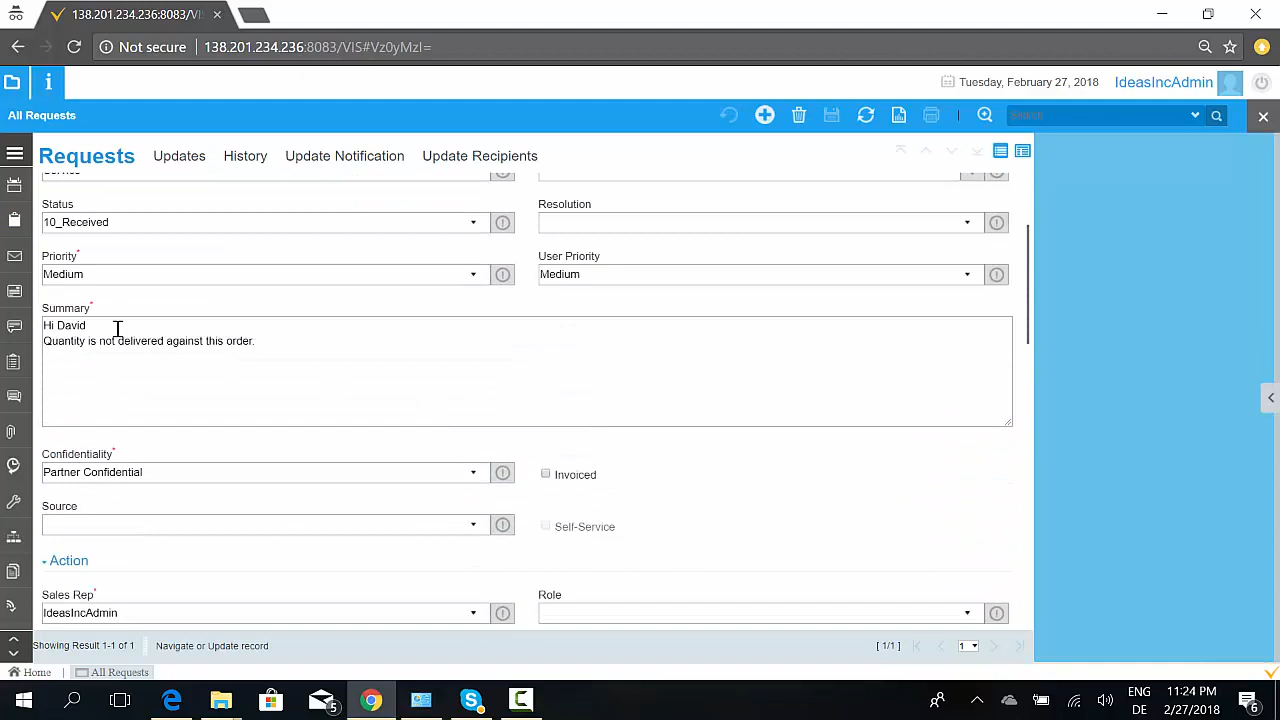 138.201.234.236:8083/VI
Not secure
138.201.234.236:8083/VIS#Vz0yMzI=
Tuesday, February 27, 2018
IdeasIncAdmin
All Requests
Search
Requests
Updates
History
Update Notification
Update Recipients
Service
Status
10_Received
Resolution
Priority*
Medium
User Priority
Medium
Summary*
Hi David
Quantity is not delivered against this order.
Confidentiality*
Partner Confidential
Invoiced
Source
Self-Service
Action
Sales Rep*
IdeasIncAdmin
Role
Showing Result 1-1 of 1
Navigate or Update record
[ 1/1 ]
1
Home
All Requests
5
ENG
DE
11:24 PM
2/27/2018
6